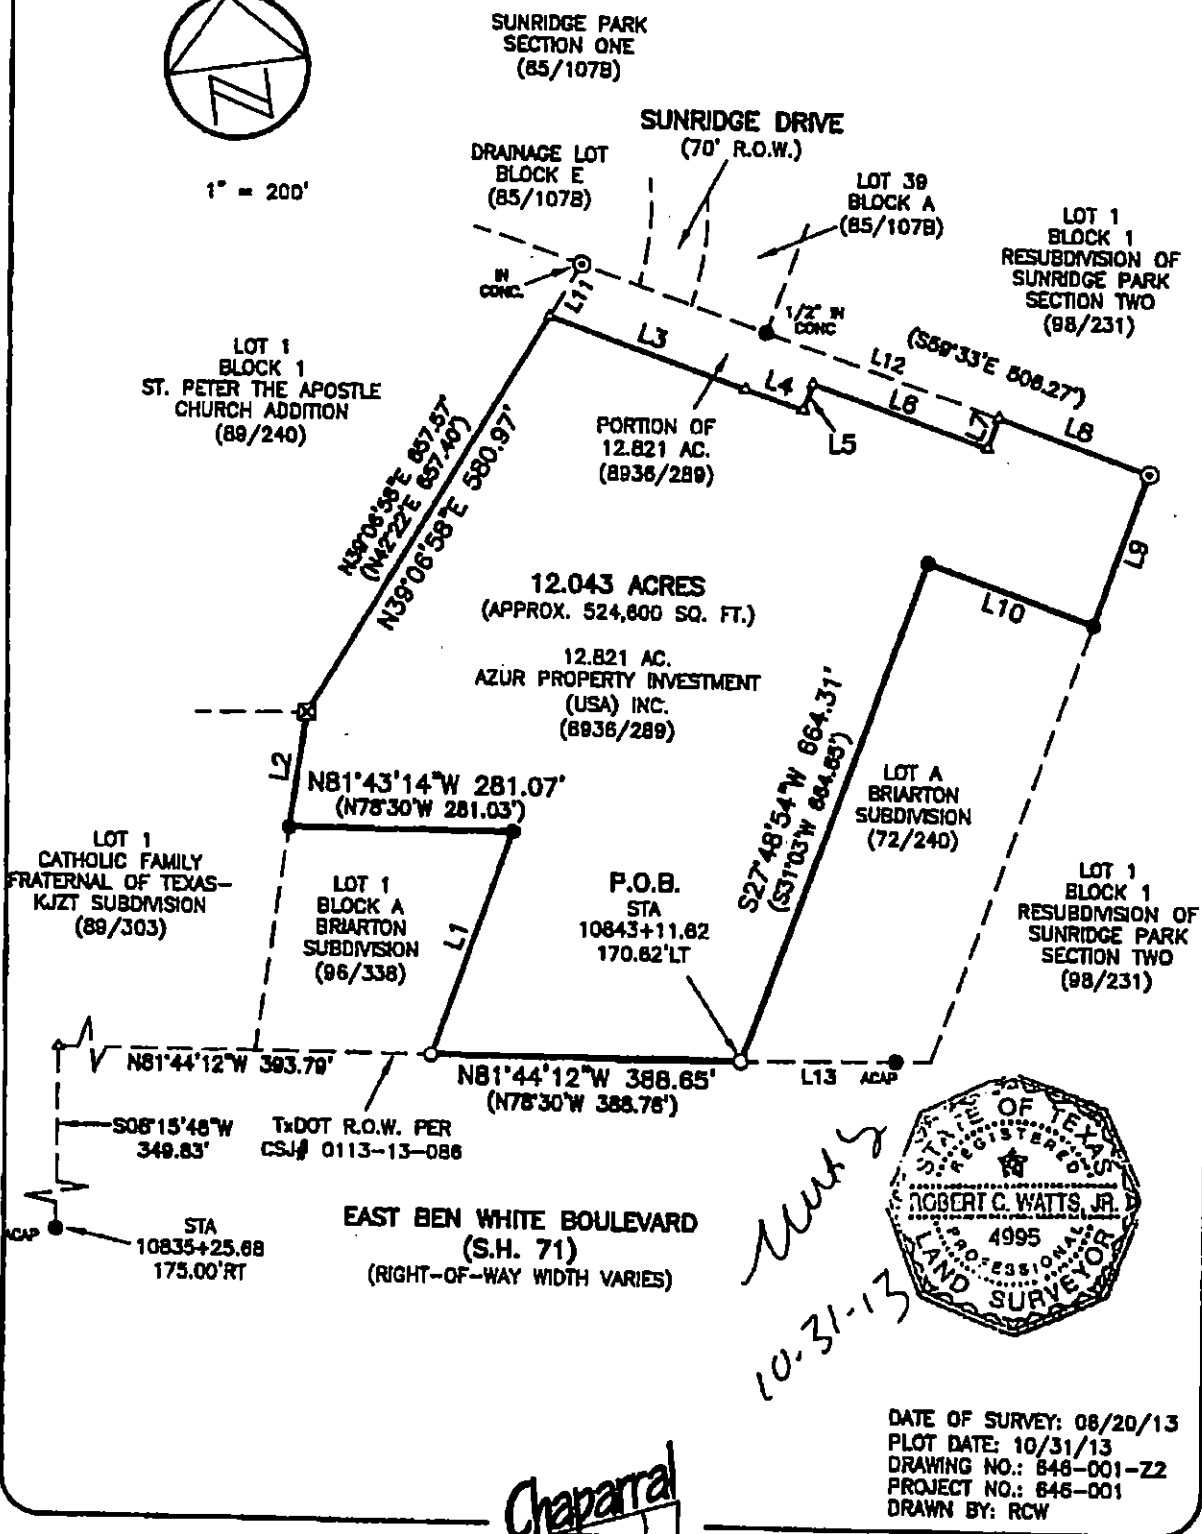 SUNRIDGE PARK
SECTION ONE
(85/107B)
N
1" = 200'
SUNRIDGE DRIVE
(70' R.O.W.)
DRAINAGE LOT
BLOCK E
(85/107B)
LOT 39
BLOCK A
(85/107B)
LOT 1
BLOCK 1
RESUBDIVISION OF
SUNRIDGE PARK
SECTION TWO
(98/231)
IN
CONC.
L11
1/2" IN
CONC
L3
L12
(S59°33'E 506.27')
L4
L6
L8
L5
L7
LOT 1
BLOCK 1
ST. PETER THE APOSTLE
CHURCH ADDITION
(89/240)
PORTION OF
12.821 AC.
(8936/289)
N39°06'58"E 657.57'
(N42°22'E 657.40')
N39°06'58"E 580.97'
L9
L10
12.043 ACRES
(APPROX. 524,600 SQ. FT.)
12.821 AC.
AZUR PROPERTY INVESTMENT
(USA) INC.
(8936/289)
S27°48'54"W 664.31'
(S31°03'W 664.65')
L2
N81°43'14"W 281.07'
(N78°30'W 281.03')
LOT A
BRIARTON
SUBDIVISION
(72/240)
LOT 1
CATHOLIC FAMILY
FRATERNAL OF TEXAS-
KJZT SUBDIVISION
(89/303)
LOT 1
BLOCK A
BRIARTON
SUBDIVISION
(96/338)
L1
P.O.B.
STA
10843+11.62
170.62'LT
LOT 1
BLOCK 1
RESUBDIVISION OF
SUNRIDGE PARK
SECTION TWO
(98/231)
N81°44'12"W 393.79'
N81°44'12"W 388.65'
(N78°30'W 388.76')
L13
ACAP
S08°15'48"W
349.83'
TxDOT R.O.W. PER
CSJ# 0113-13-086
ACAP
STA
10835+25.68
175.00'RT
EAST BEN WHITE BOULEVARD
(S.H. 71)
(RIGHT-OF-WAY WIDTH VARIES)
STATE OF TEXAS
REGISTERED
ROBERT C. WATTS, JR.
4995
PROFESSIONAL
LAND SURVEYOR
10-31-13
DATE OF SURVEY: 08/20/13
PLOT DATE: 10/31/13
DRAWING NO.: 646-001-Z2
PROJECT NO.: 646-001
DRAWN BY: RCW
Chaparral